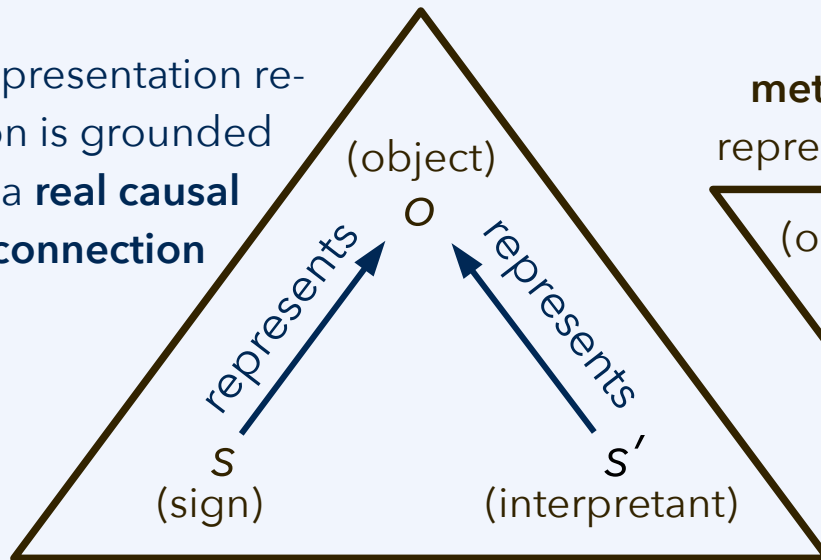 presentation re-
on is grounded
a real causal
connection
(object)
o
represents
represents
s
(sign)
s′
(interpretant)
met
repre
(o